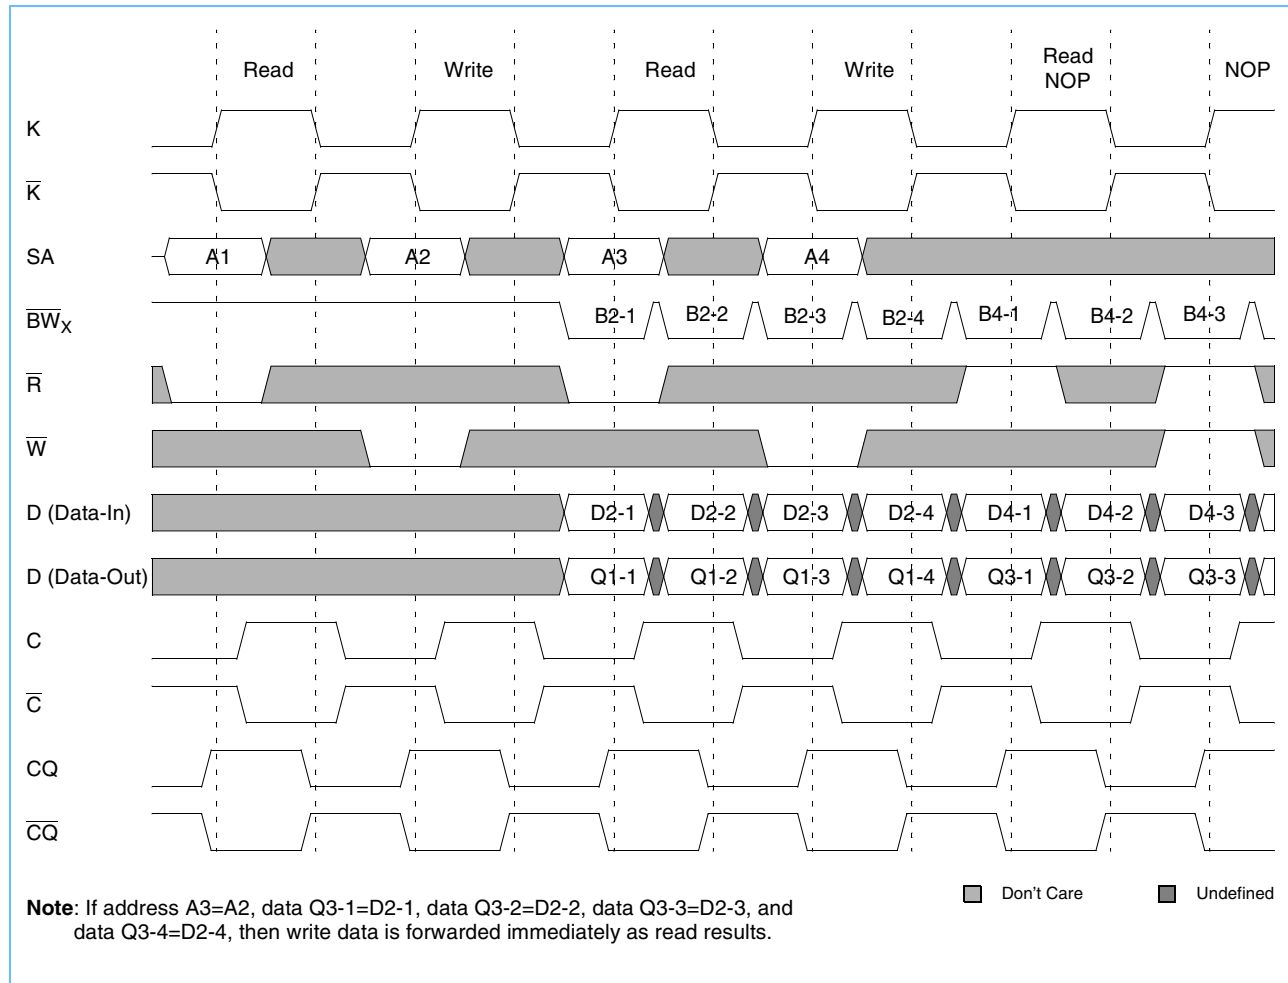 Read Write Read Write Read NOP NOP
K
K̅
SA A1 A2 A3 A4
B̅W̅X B2-1 B2-2 B2-3 B2-4 B4-1 B4-2 B4-3
R̅
W̅
D (Data-In) D2-1 D2-2 D2-3 D2-4 D4-1 D4-2 D4-3
D (Data-Out) Q1-1 Q1-2 Q1-3 Q1-4 Q3-1 Q3-2 Q3-3
C
C̅
CQ
C̅Q̅
Don't Care Undefined
Note: If address A3=A2, data Q3-1=D2-1, data Q3-2=D2-2, data Q3-3=D2-3, and
data Q3-4=D2-4, then write data is forwarded immediately as read results.